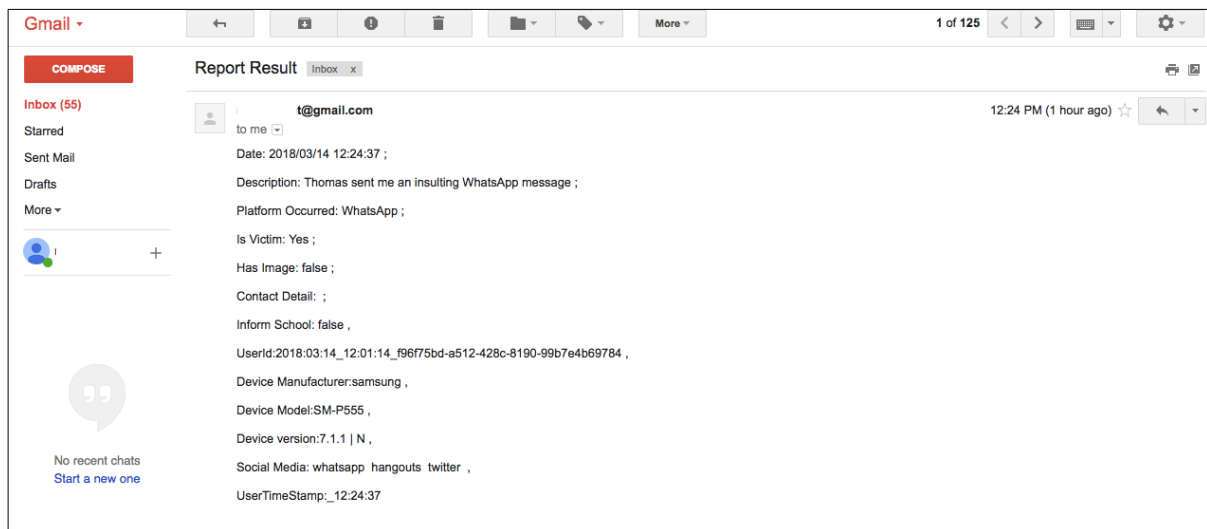 Gmail
More
1 of 125
COMPOSE
Report Result Inbox x
Inbox (55)
Starred
Sent Mail
Drafts
More
t@gmail.com
12:24 PM (1 hour ago)
to me
Date: 2018/03/14 12:24:37 ;
Description: Thomas sent me an insulting WhatsApp message ;
Platform Occurred: WhatsApp ;
Is Victim: Yes ;
Has Image: false ;
Contact Detail:  ;
Inform School: false ,
UserId:2018:03:14_12:01:14_f96f75bd-a512-428c-8190-99b7e4b69784 ,
Device Manufacturer:samsung ,
Device Model:SM-P555 ,
Device version:7.1.1 | N ,
Social Media: whatsapp  hangouts  twitter  ,
UserTimeStamp:_12:24:37
No recent chats
Start a new one